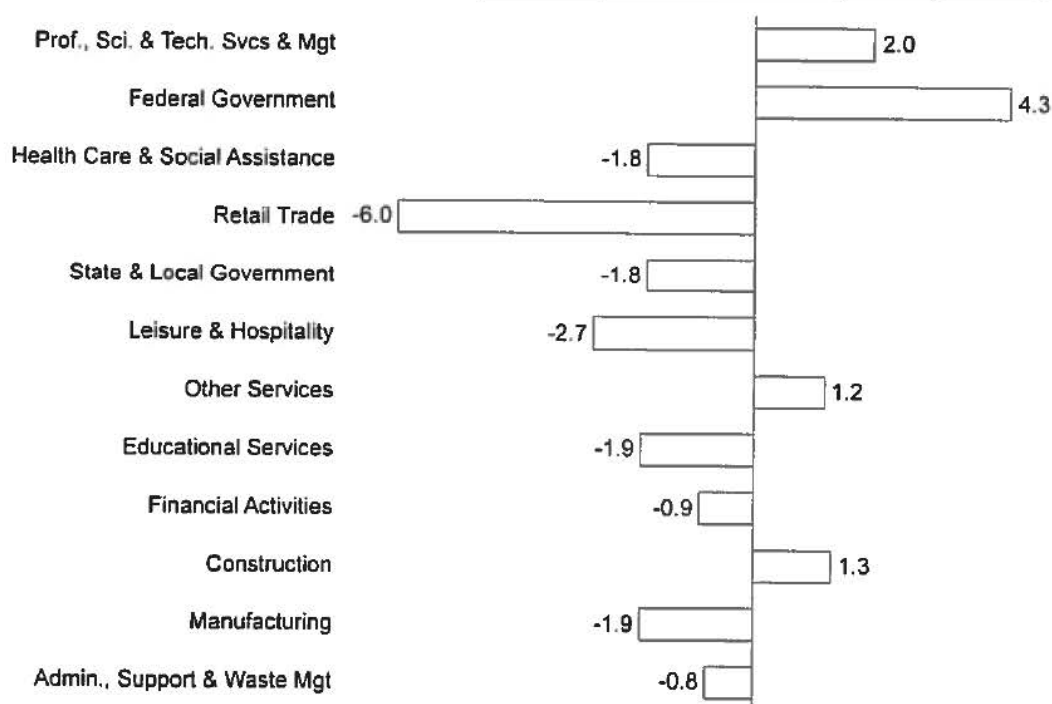 Prof., Sci. & Tech. Svcs & Mgt 2.0
Federal Government 4.3
Health Care & Social Assistance -1.8
Retail Trade -6.0
State & Local Government -1.8
Leisure & Hospitality -2.7
Other Services 1.2
Educational Services -1.9
Financial Activities -0.9
Construction 1.3
Manufacturing -1.9
Admin., Support & Waste Mgt -0.8